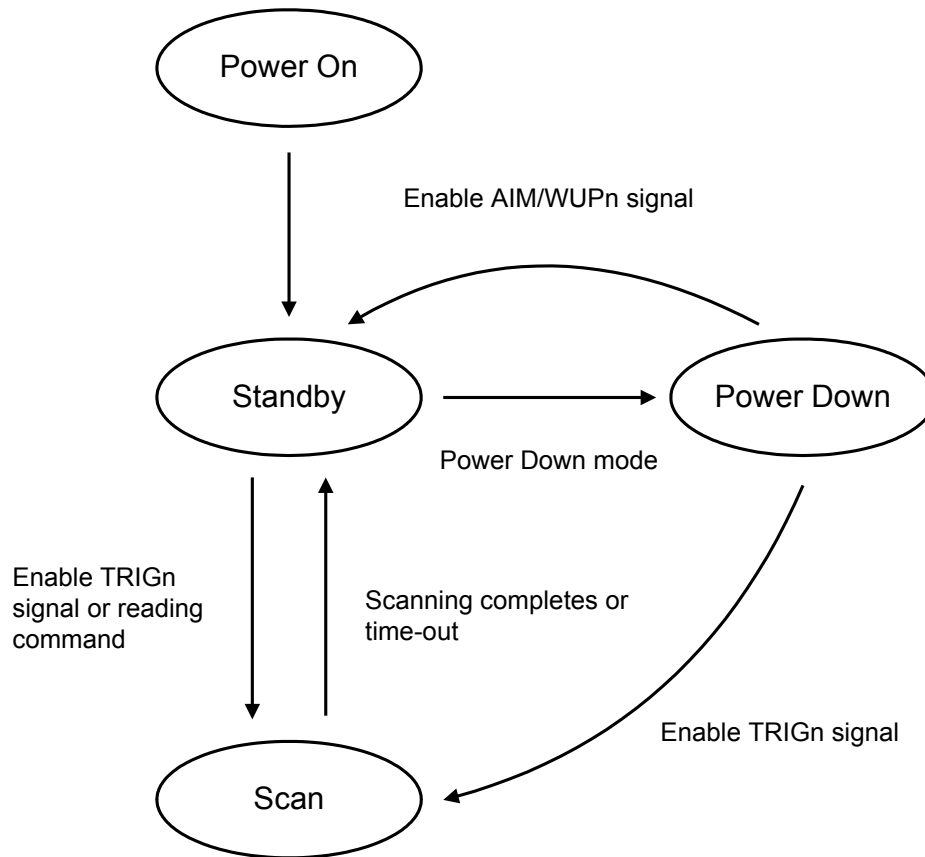 Power On
Enable AIM/WUPn signal
Standby
Power Down
Power Down mode
Enable TRIGn
signal or reading
command
Scanning completes or
time-out
Enable TRIGn signal
Scan